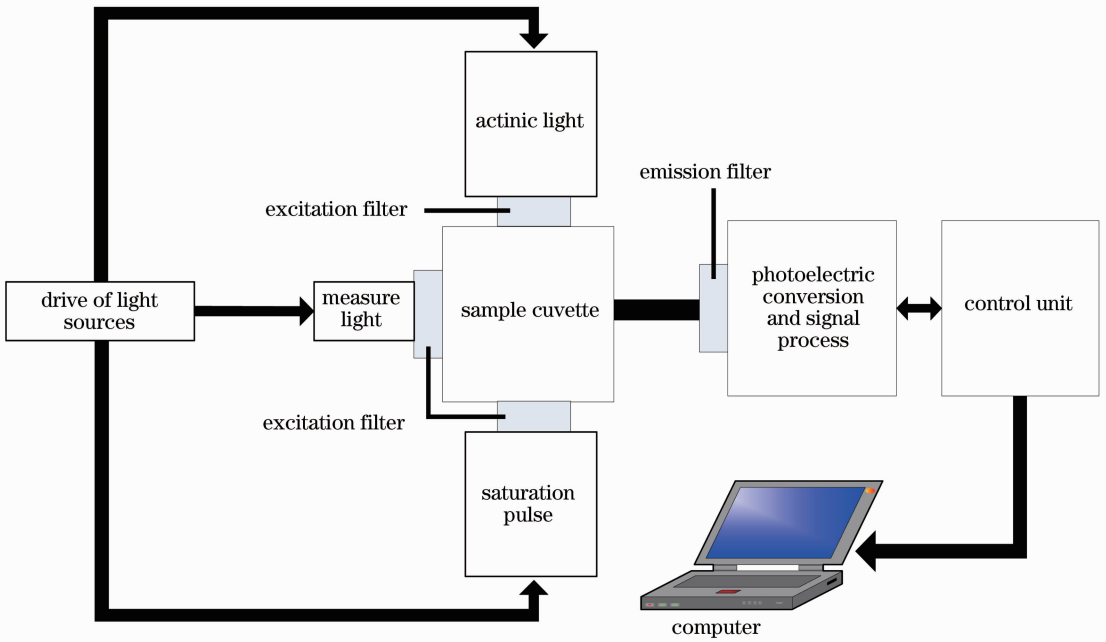 actinic light
emission filter
excitation filter
drive of light
sources
measure
light
sample cuvette
photoelectric
conversion
and signal
process
control unit
excitation filter
saturation
pulse
computer